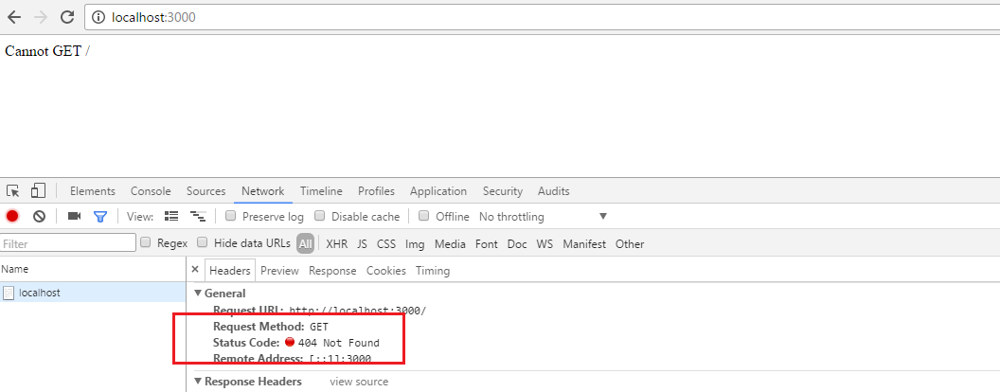 localhost:3000
Cannot GET /
Elements Console Sources Network Timeline Profiles Application Security Audits
View: Preserve log Disable cache Offline No throttling
Filter Regex Hide data URLs All XHR JS CSS Img Media Font Doc WS Manifest Other
Name × Headers Preview Response Cookies Timing
localhost
General
Request URL: http://localhost:3000/
Request Method: GET
Status Code: 404 Not Found
Remote Address: [::1]:3000
Response Headers view source